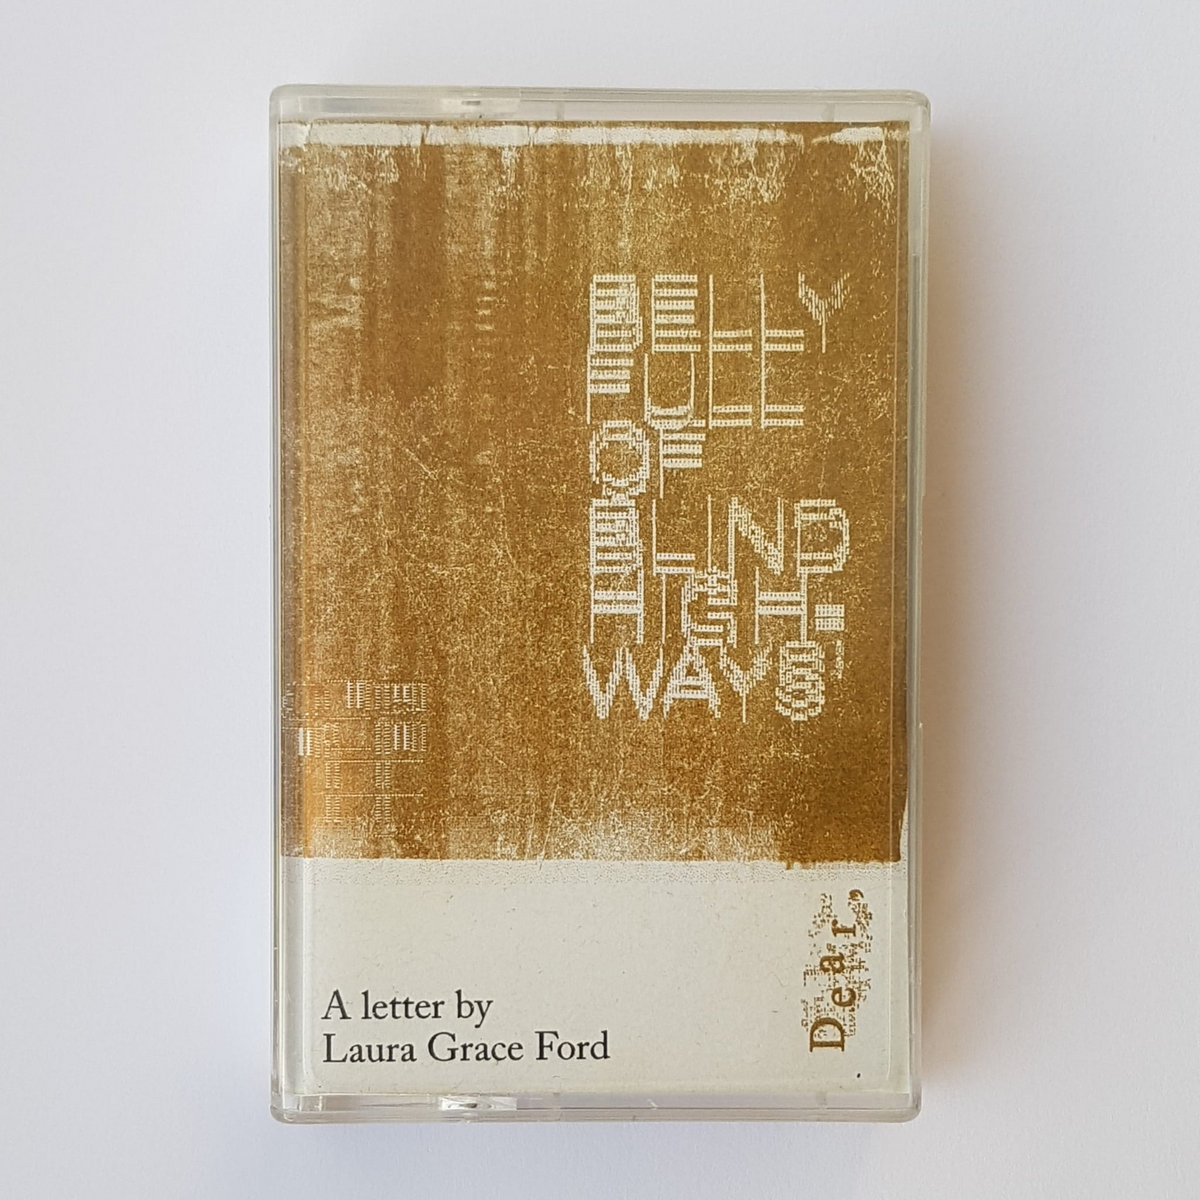 BELLY
FULL
OF
BLIND
HIGH.
WAYS
A letter by
Laura Grace Ford
Dear,